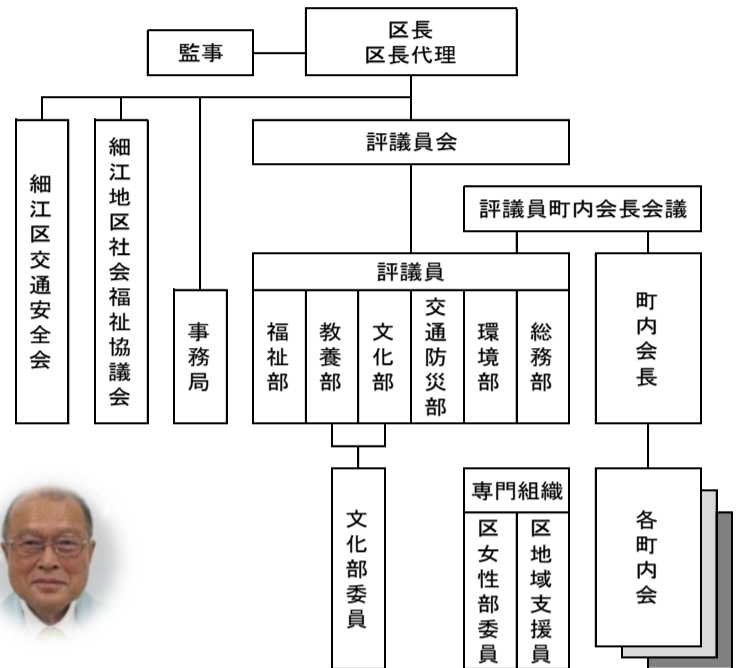 区長
区長代理
監事
評議員会
細江区交通安全会
細江地区社会福祉協議会
事務局
評議員町内会長会議
評議員
福祉部
教養部
文化部
交通防災部
環境部
総務部
町内会長
文化部委員
専門組織
区女性部委員
区地域支援員
各町内会